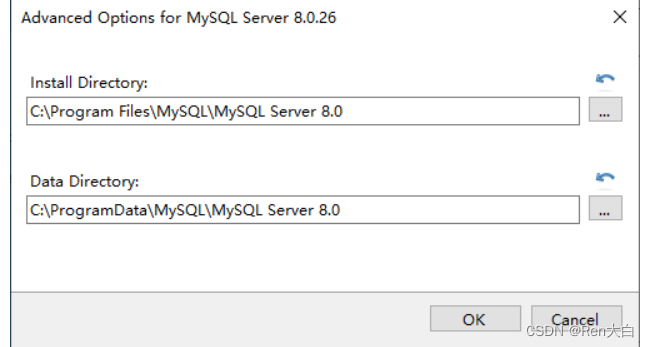 Advanced Options for MySQL Server 8.0.26
Install Directory:
C:\Program Files\MySQL\MySQL Server 8.0
...
Data Directory:
C:\ProgramData\MySQL\MySQL Server 8.0
...
OK
Cancel
CSDN @Ren大白